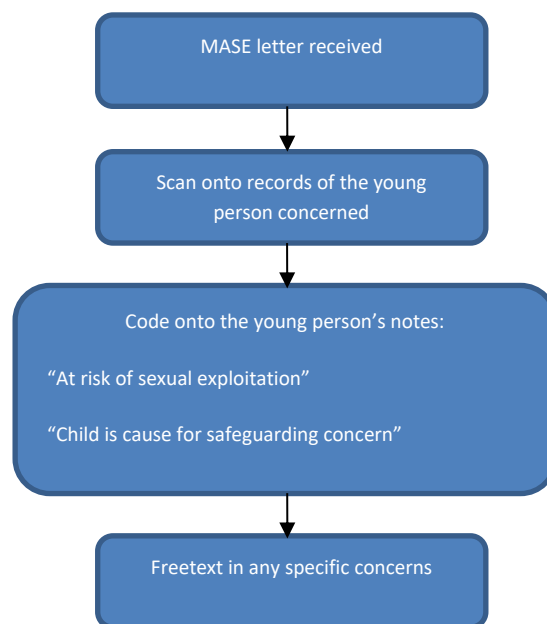 MASE letter received
Scan onto records of the young
person concerned
Code onto the young person’s notes:
“At risk of sexual exploitation”
“Child is cause for safeguarding concern”
Freetext in any specific concerns